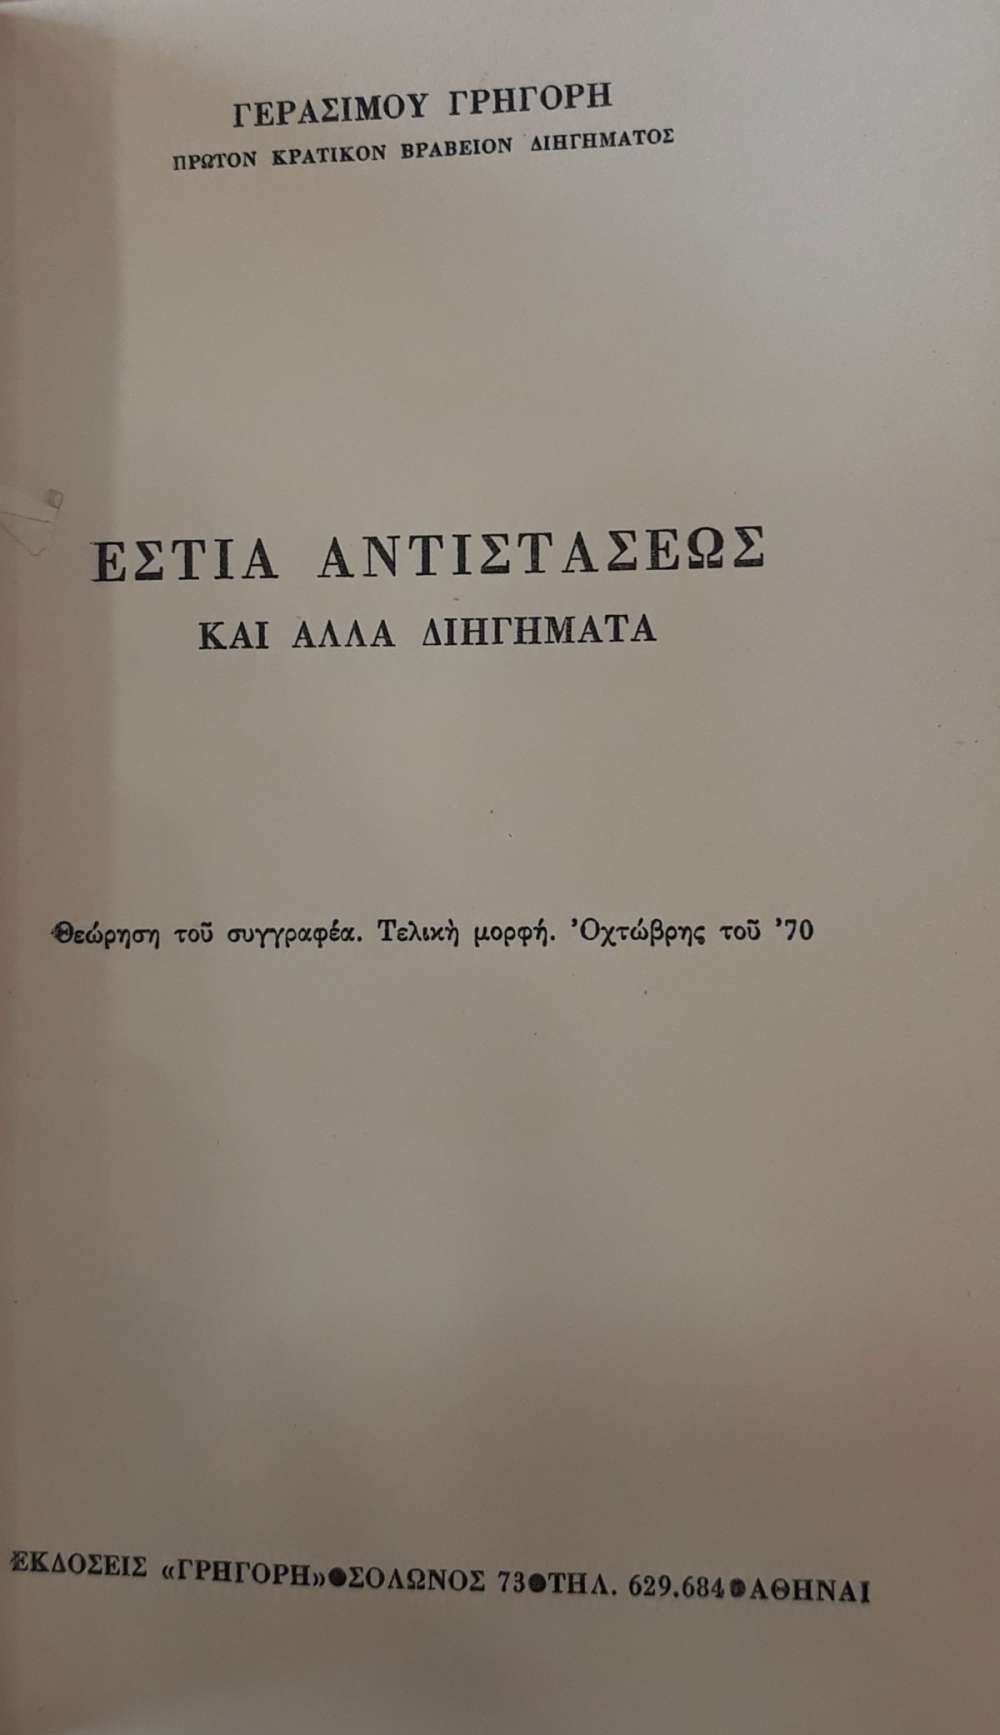 ΓΕΡΑΣΙΜΟΥ ΓΡΗΓΟΡΗ
ΠΡΩΤΟΝ ΚΡΑΤΙΚΟΝ ΒΡΑΒΕΙΟΝ ΔΙΗΓΗΜΑΤΟΣ
ΕΣΤΙΑ ΑΝΤΙΣΤΑΣΕΩΣ
ΚΑΙ ΑΛΛΑ ΔΙΗΓΗΜΑΤΑ
Θεώρηση τοῦ συγγραφέα. Τελικὴ μορφή. Ὀχτώβρης τοῦ ’70
ΕΚΔΟΣΕΙΣ «ΓΡΗΓΟΡΗ»●ΣΟΛΩΝΟΣ 73●ΤΗΛ. 629.684●ΑΘΗΝΑΙ